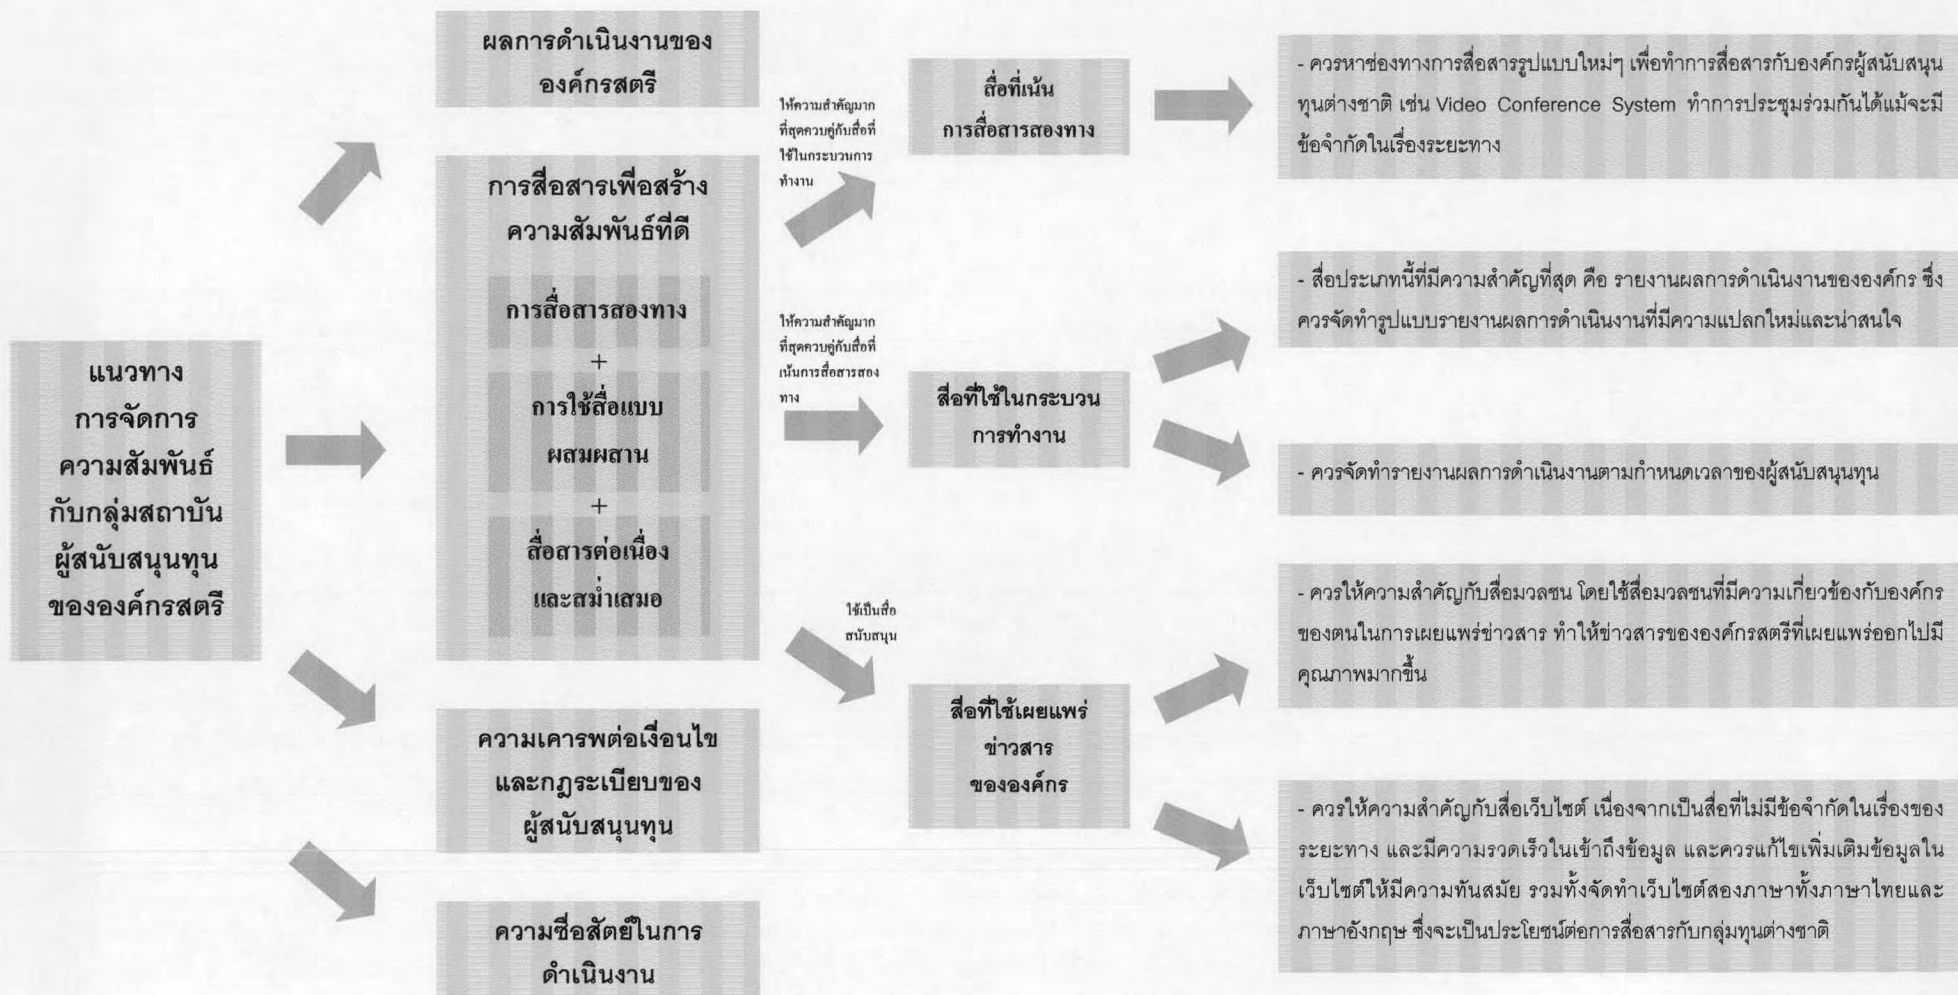 แนวทาง
การจัดการ
ความสัมพันธ์
กับกลุ่มสถาบัน
ผู้สนับสนุนทุน
ขององค์กรสตรี
ผลการดำเนินงานของ
องค์กรสตรี
การสื่อสารเพื่อสร้าง
ความสัมพันธ์ที่ดี
การสื่อสารสองทาง
+
การใช้สื่อแบบ
ผสมผสาน
+
สื่อสารต่อเนื่อง
และสม่ำเสมอ
ความเคารพต่อเงื่อนไข
และกฎระเบียบของ
ผู้สนับสนุนทุน
ความซื่อสัตย์ในการ
ดำเนินงาน
ให้ความสำคัญมาก
ที่สุดควบคู่กับสื่อที่
ใช้ในกระบวนการ
ทำงาน
สื่อที่เน้น
การสื่อสารสองทาง
- ควรหาช่องทางการสื่อสารรูปแบบใหม่ๆ เพื่อทำการสื่อสารกับองค์กรผู้สนับสนุน
ทุนต่างชาติ เช่น Video Conference System ทำการประชุมร่วมกันได้แม้จะมี
ข้อจำกัดในเรื่องระยะทาง
ให้ความสำคัญมาก
ที่สุดควบคู่กับสื่อที่
เน้นการสื่อสารสอง
ทาง
สื่อที่ใช้ในกระบวน
การทำงาน
- สื่อประเภทนี้ที่มีความสำคัญที่สุด คือ รายงานผลการดำเนินงานขององค์กร ซึ่ง
ควรจัดทำรูปแบบรายงานผลการดำเนินงานที่มีความแปลกใหม่และน่าสนใจ
- ควรจัดทำรายงานผลการดำเนินงานตามกำหนดเวลาของผู้สนับสนุนทุน
ใช้เป็นสื่อ
สนับสนุน
สื่อที่ใช้เผยแพร่
ข่าวสาร
ขององค์กร
- ควรให้ความสำคัญกับสื่อมวลชน โดยใช้สื่อมวลชนที่มีความเกี่ยวข้องกับองค์กร
ของตนในการเผยแพร่ข่าวสาร ทำให้ข่าวสารขององค์กรสตรีที่เผยแพร่ออกไปมี
คุณภาพมากขึ้น
- ควรให้ความสำคัญกับสื่อเว็บไซต์ เนื่องจากเป็นสื่อที่ไม่มีข้อจำกัดในเรื่องของ
ระยะทาง และมีความรวดเร็วในเข้าถึงข้อมูล และควรแก้ไขเพิ่มเติมข้อมูลใน
เว็บไซต์ให้มีความทันสมัย รวมทั้งจัดทำเว็บไซต์สองภาษาทั้งภาษาไทยและ
ภาษาอังกฤษ ซึ่งจะเป็นประโยชน์ต่อการสื่อสารกับกลุ่มทุนต่างชาติ